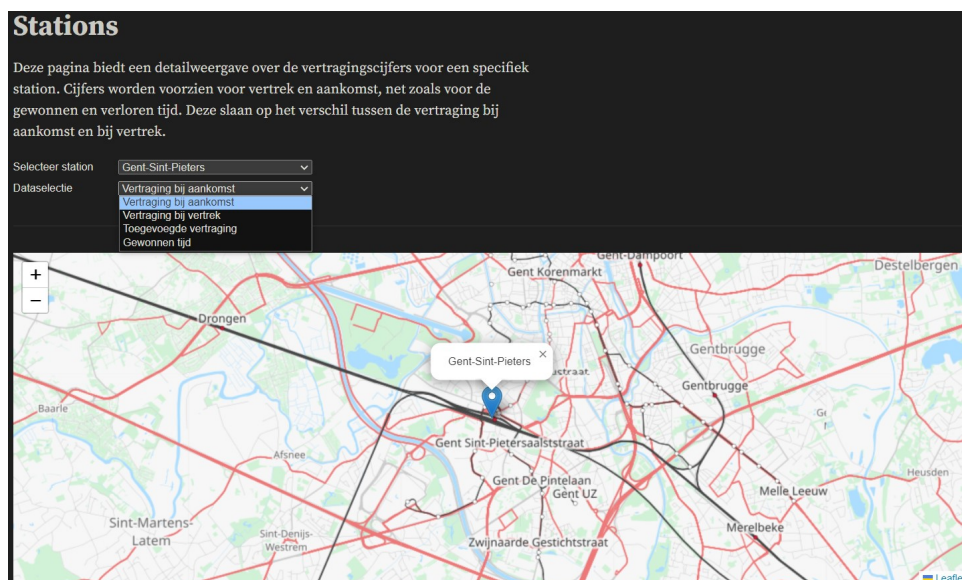 Stations
Deze pagina biedt een detailweergave over de vertragingscijfers voor een specifiek
station. Cijfers worden voorzien voor vertrek en aankomst, net zoals voor de
gewonnen en verloren tijd. Deze slaan op het verschil tussen de vertraging bij
aankomst en bij vertrek.
Selecteer station
Gent-Sint-Pieters
Dataselectie
Vertraging bij aankomst
Vertraging bij aankomst
Vertraging bij vertrek
Toegevoegde vertraging
Gewonnen tijd
+
−
Gent-Dampoort
Gent Korenmarkt
Destelbergen
Drongen
Gentbrugge
Gent-Sint-Pieters
×
Gentbrugge
Baarle
Gent Sint-Pietersaalststraat
Afsnee
Gent De Pintelaan
Gent UZ
Heusden
Melle Leeuw
Sint-Martens-
Latem
Sint-Denijs-
Westrem
Merelbeke
Zwijnaarde Gestichtstraat